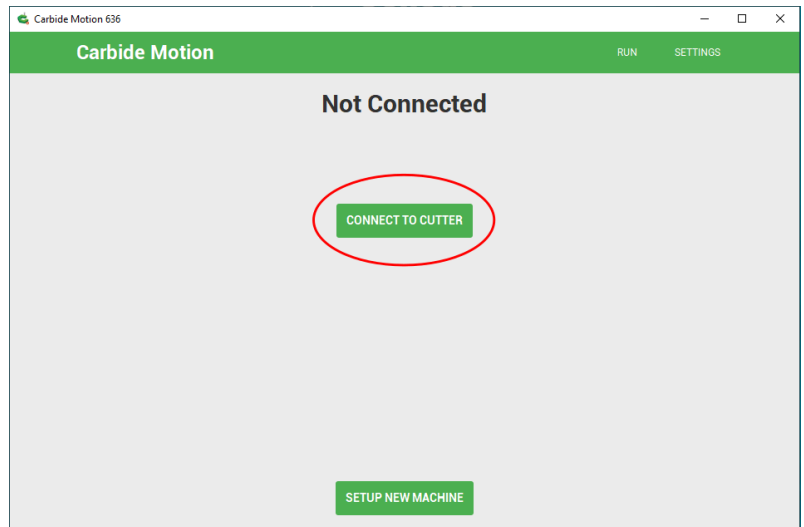 Carbide Motion 636
Carbide Motion
RUN
SETTINGS
Not Connected
CONNECT TO CUTTER
SETUP NEW MACHINE